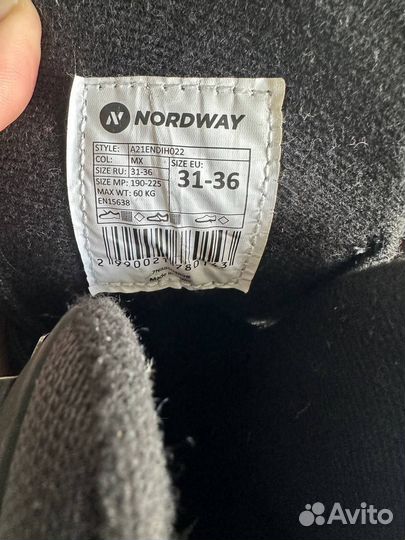 NORDWAY
STYLE: A21ENDIH022
COL: MX
SIZE RU: 31-36
SIZE MP: 190-225
MAX WT: 60 KG
EN15638
SIZE EU:
31-36
Avito